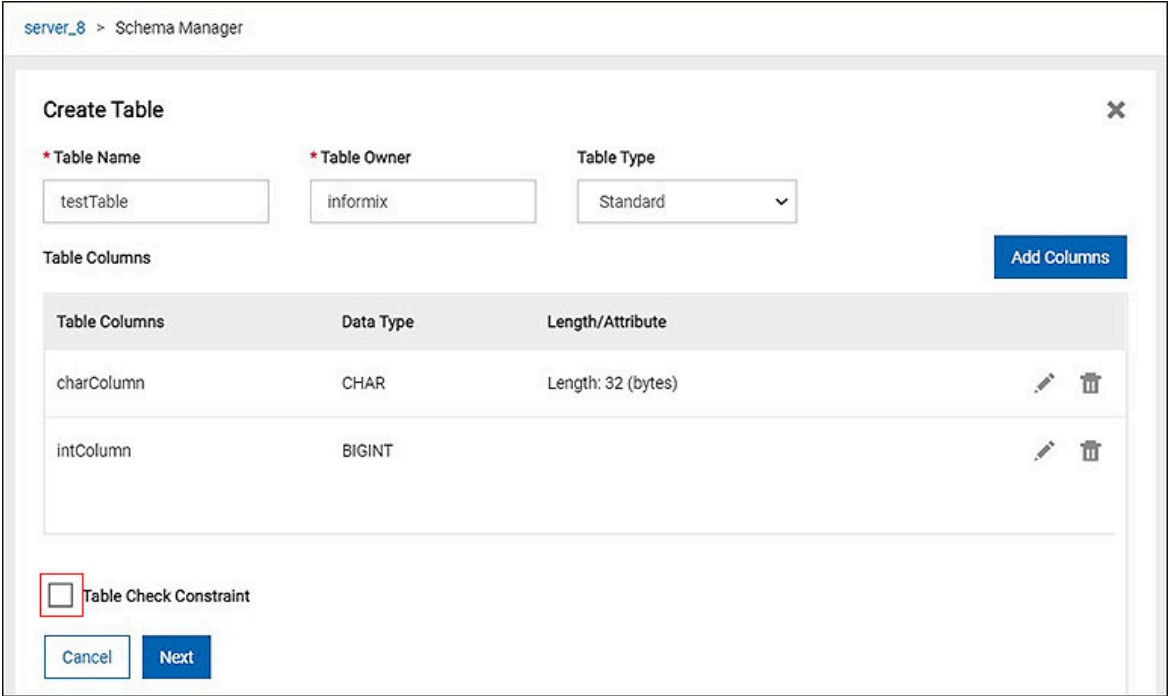 server_8 > Schema Manager
Create Table
* Table Name * Table Owner Table Type
testTable informix Standard
Table Columns Add Columns
Table Columns Data Type Length/Attribute
charColumn CHAR Length: 32 (bytes)
intColumn BIGINT
Table Check Constraint
Cancel Next